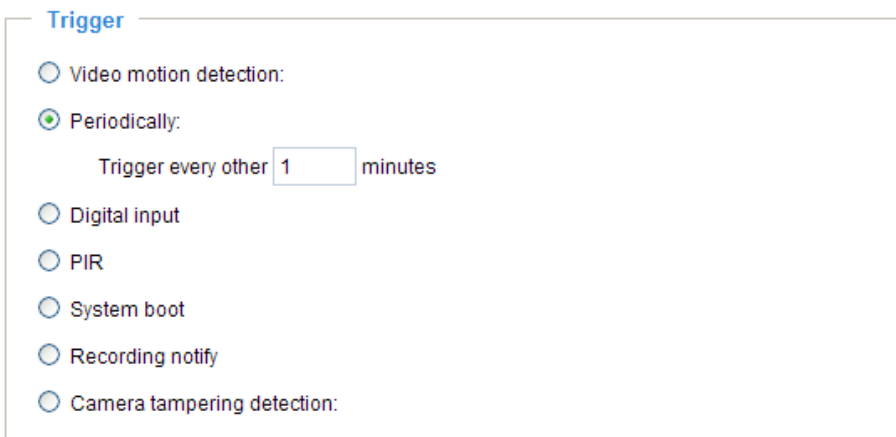 Trigger
Video motion detection:
Periodically:
Trigger every other 1 minutes
Digital input
PIR
System boot
Recording notify
Camera tampering detection: